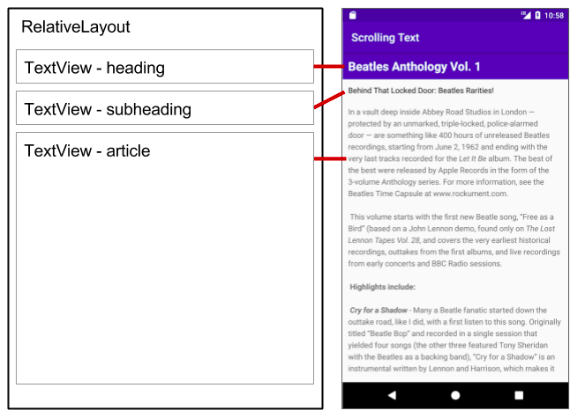 RelativeLayout
TextView - heading
TextView - subheading
TextView - article
10:58
Scrolling Text
Beatles Anthology Vol. 1
Behind That Locked Door: Beatles Rarities!
In a vault deep inside Abbey Road Studios in London —
protected by an unmarked, triple-locked, police-alarmed
door — are something like 400 hours of unreleased Beatles
recordings, starting from June 2, 1962 and ending with the
very last tracks recorded for the Let It Be album. The best of
the best were released by Apple Records in the form of the
3-volume Anthology series. For more information, see the
Beatles Time Capsule at www.rockument.com.
This volume starts with the first new Beatle song, "Free as a
Bird" (based on a John Lennon demo, found only on The Lost
Lennon Tapes Vol. 28, and covers the very earliest historical
recordings, outtakes from the first albums, and live recordings
from early concerts and BBC Radio sessions.
Highlights include:
Cry for a Shadow - Many a Beatle fanatic started down the
outtake road, like I did, with a first listen to this song. Originally
titled "Beatle Bop" and recorded in a single session that
yielded four songs (the other three featured Tony Sheridan
with the Beatles as a backing band), "Cry for a Shadow" is an
instrumental written by Lennon and Harrison, which makes it